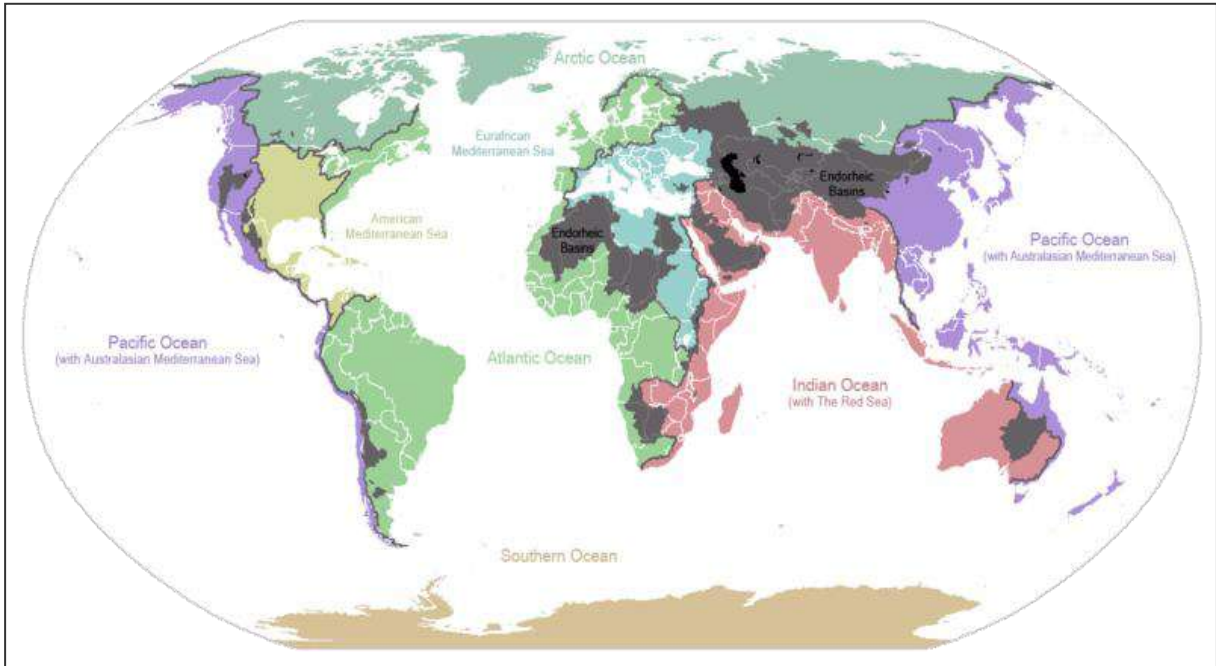 Arctic Ocean
Eurafrican
Mediterranean Sea
Endorheic
Basins
American
Mediterranean Sea
Endorheic
Basins
Pacific Ocean
(with Australasian Mediterranean Sea)
Pacific Ocean
(with Australasian Mediterranean Sea)
Atlantic Ocean
Indian Ocean
(with The Red Sea)
Southern Ocean